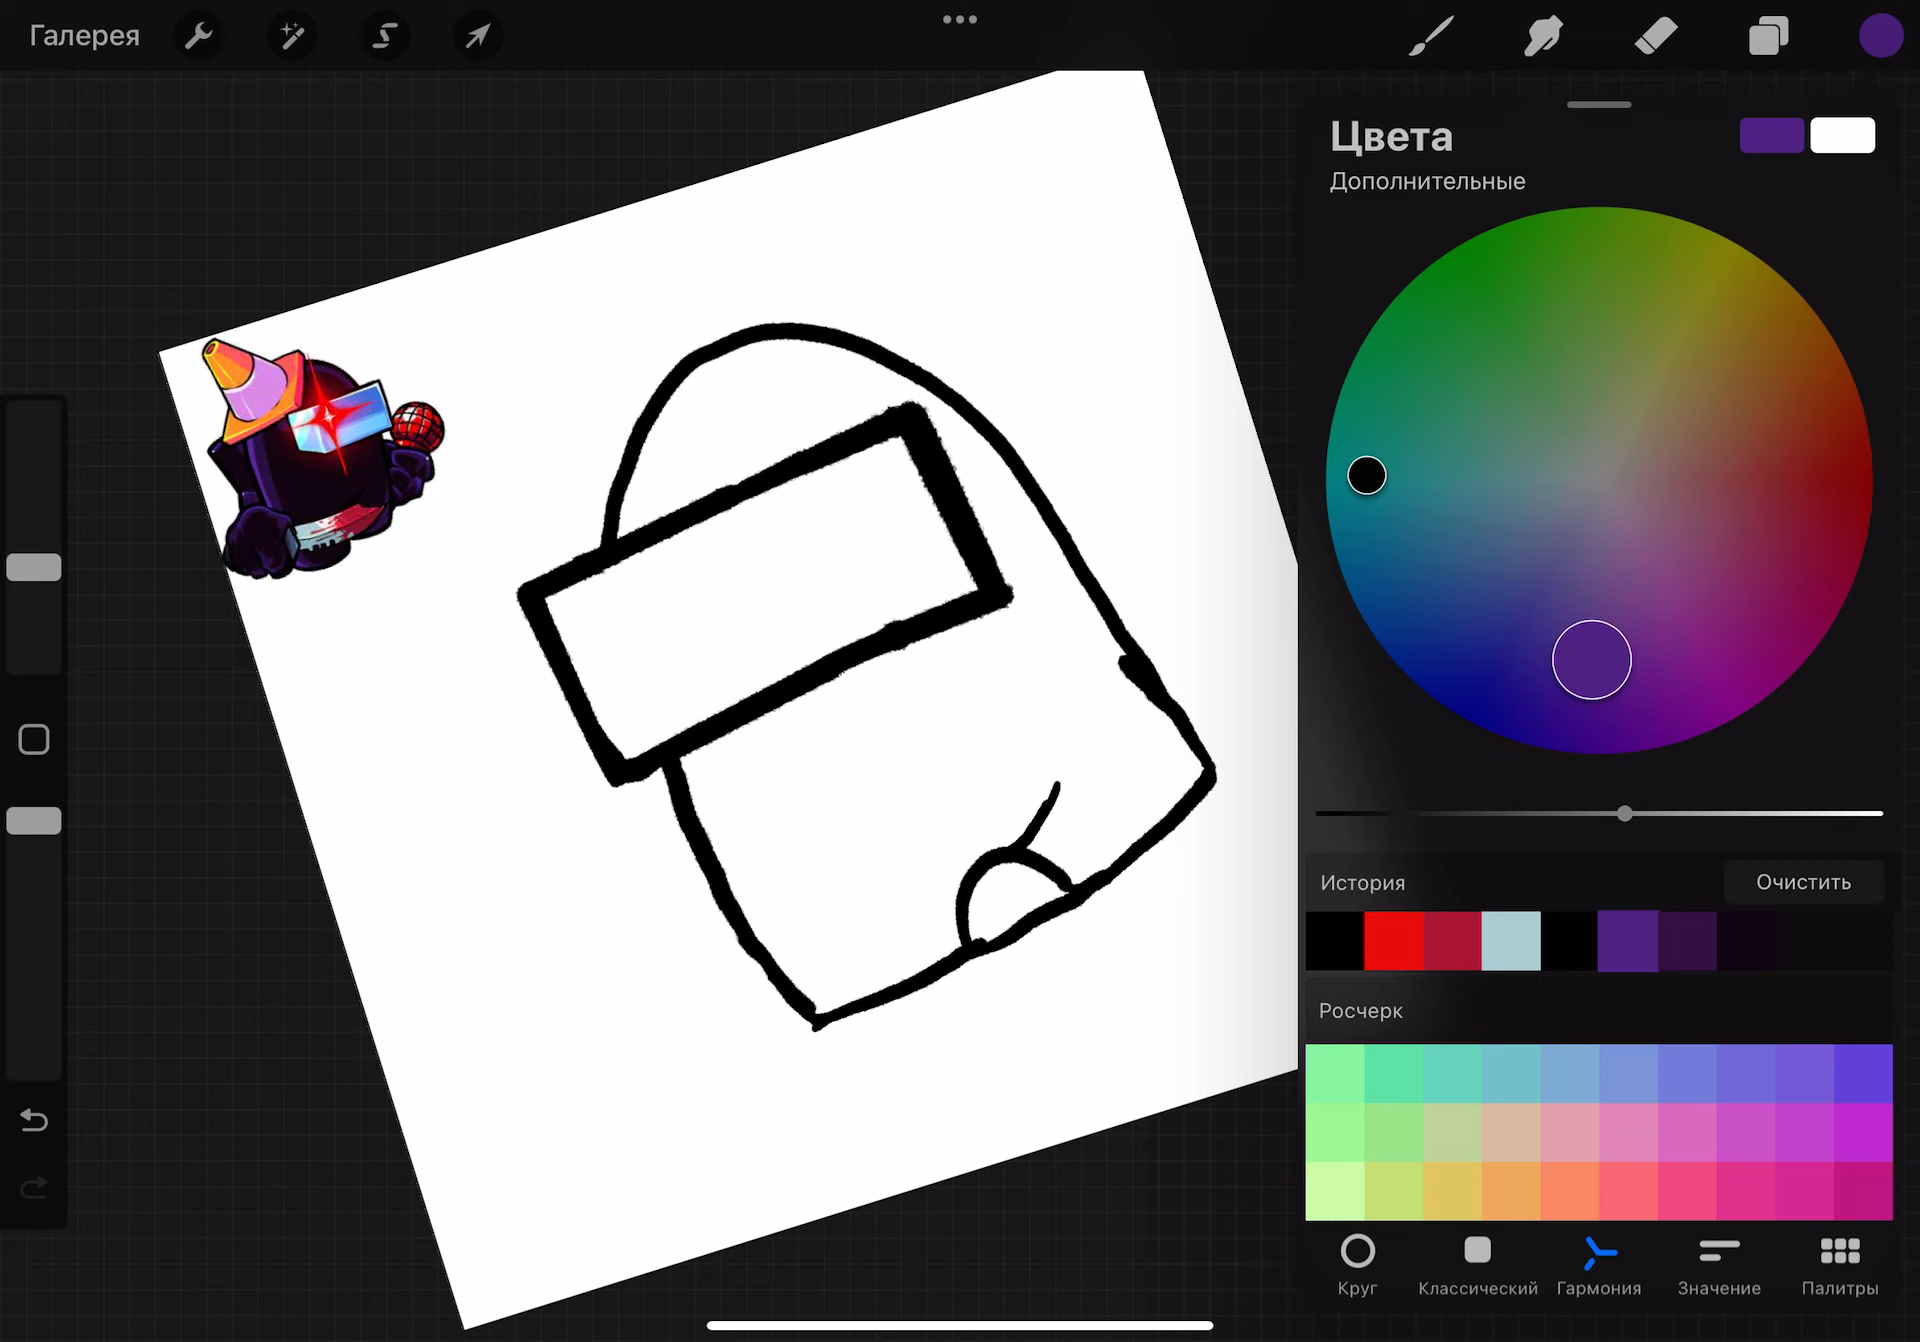 Галерея
Цвета
Дополнительные
История
Очистить
Росчерк
Круг
Классический
Гармония
Значение
Палитры